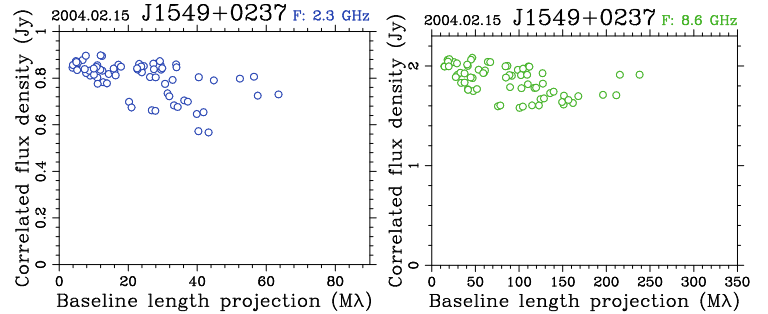 2004.02.15 J1549+0237 F: 2.3 GHz
Correlated flux density (Jy)
1
0.8
0.6
0.4
0.2
0
0 20 40 60 80
Baseline length projection (Mλ)
2004.02.15 J1549+0237 F: 8.6 GHz
Correlated flux density (Jy)
2
1
0
0 50 100 150 200 250 300 350
Baseline length projection (Mλ)